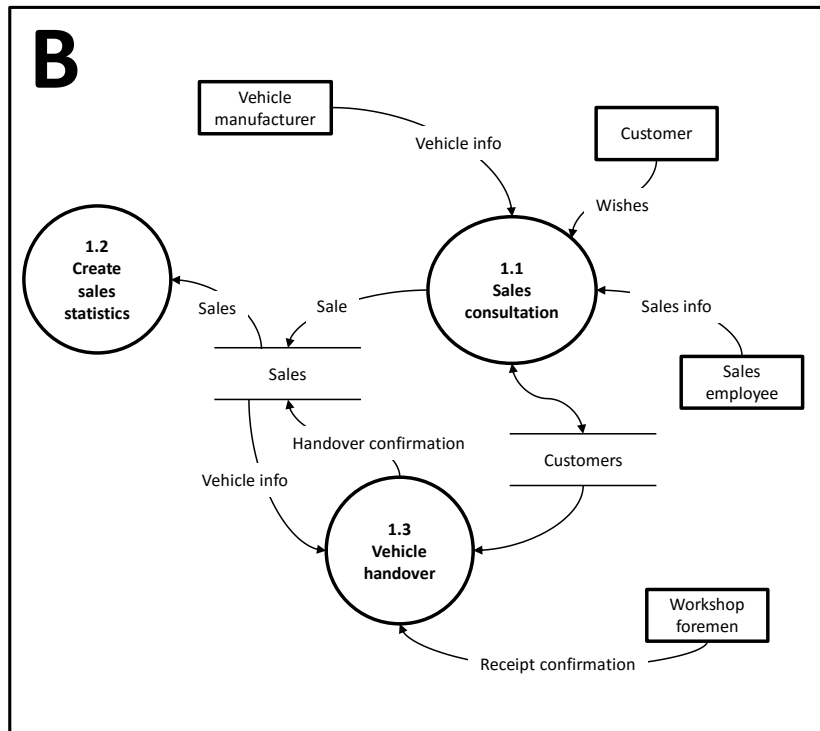 B
Vehicle
manufacturer
Customer
Vehicle info
Wishes
1.2
Create
sales
statistics
1.1
Sales
consultation
Sales
Sale
Sales info
Sales
Sales
employee
Handover confirmation
Customers
Vehicle info
1.3
Vehicle
handover
Workshop
foremen
Receipt confirmation